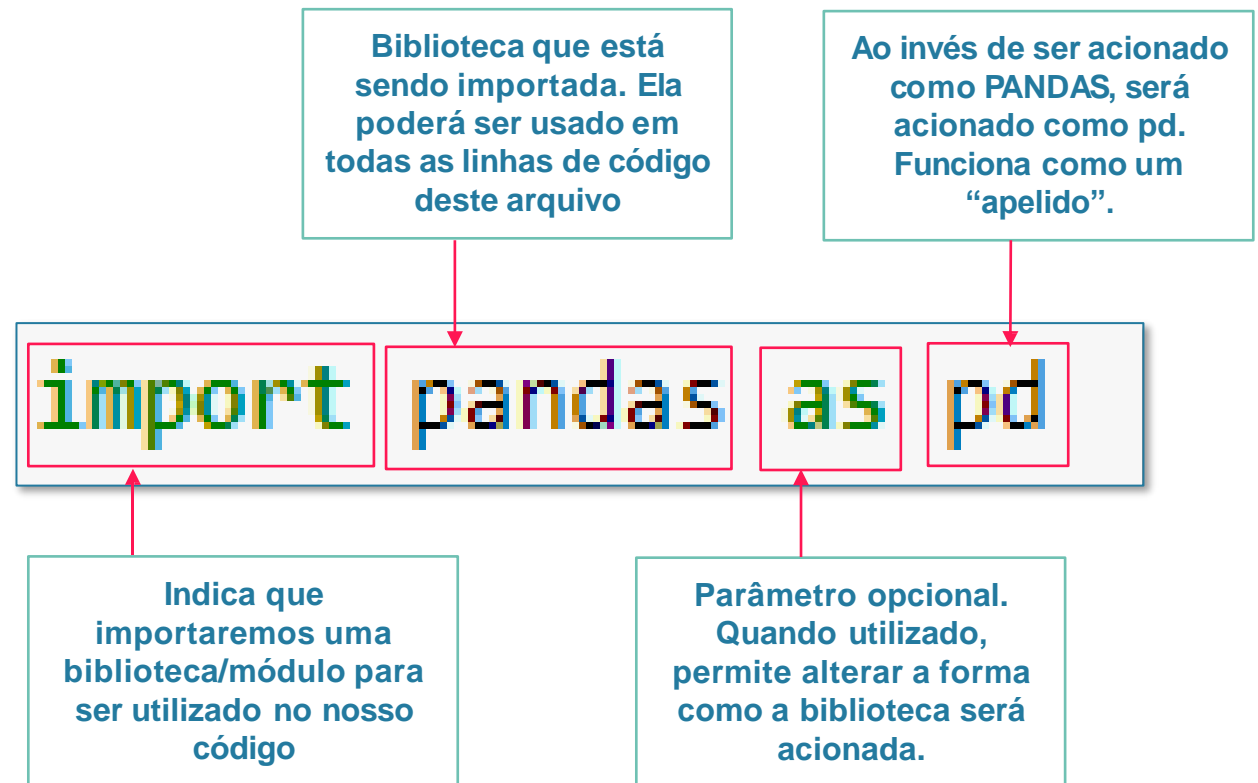 Biblioteca que está
sendo importada. Ela
poderá ser usado em
todas as linhas de código
deste arquivo
Ao invés de ser acionado
como PANDAS, será
acionado como pd.
Funciona como um
“apelido”.
import pandas as pd
Indica que
importaremos uma
biblioteca/módulo para
ser utilizado no nosso
código
Parâmetro opcional.
Quando utilizado,
permite alterar a forma
como a biblioteca será
acionada.